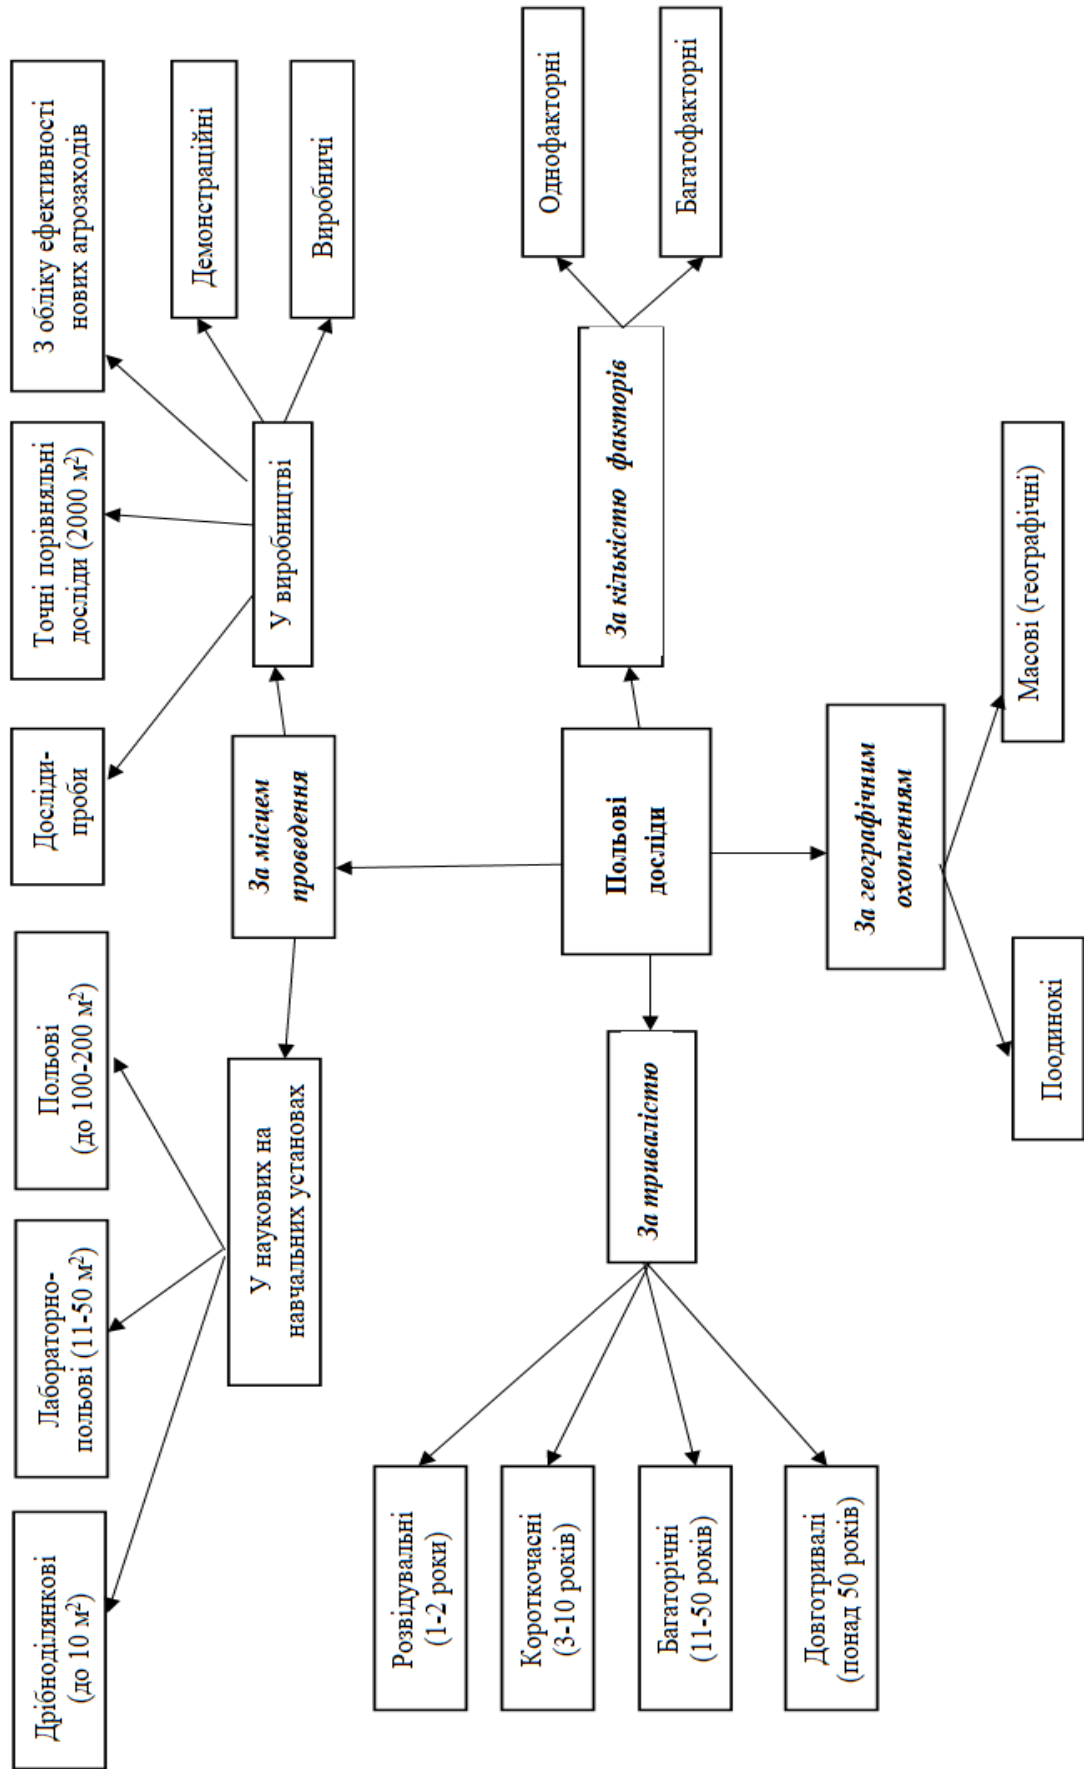 Дрібноділянкові
(до 10 м²)
Лабораторно-
польові (11-50 м²)
Польові
(до 100-200 м²)
Досліди-
проби
Точні порівняльні
досліди (2000 м²)
З обліку ефективності
нових агрозаходів
У наукових на
навчальних установах
За місцем
проведення
У виробництві
Демонстраційні
Виробничі
Розвідувальні
(1-2 роки)
Короткочасні
(3-10 років)
Багаторічні
(11-50 років)
Довготривалі
(понад 50 років)
За тривалістю
Польові
досліди
За кількістю факторів
Однофакторні
Багатофакторні
За географічним
охопленням
Поодинокі
Масові (географічні)